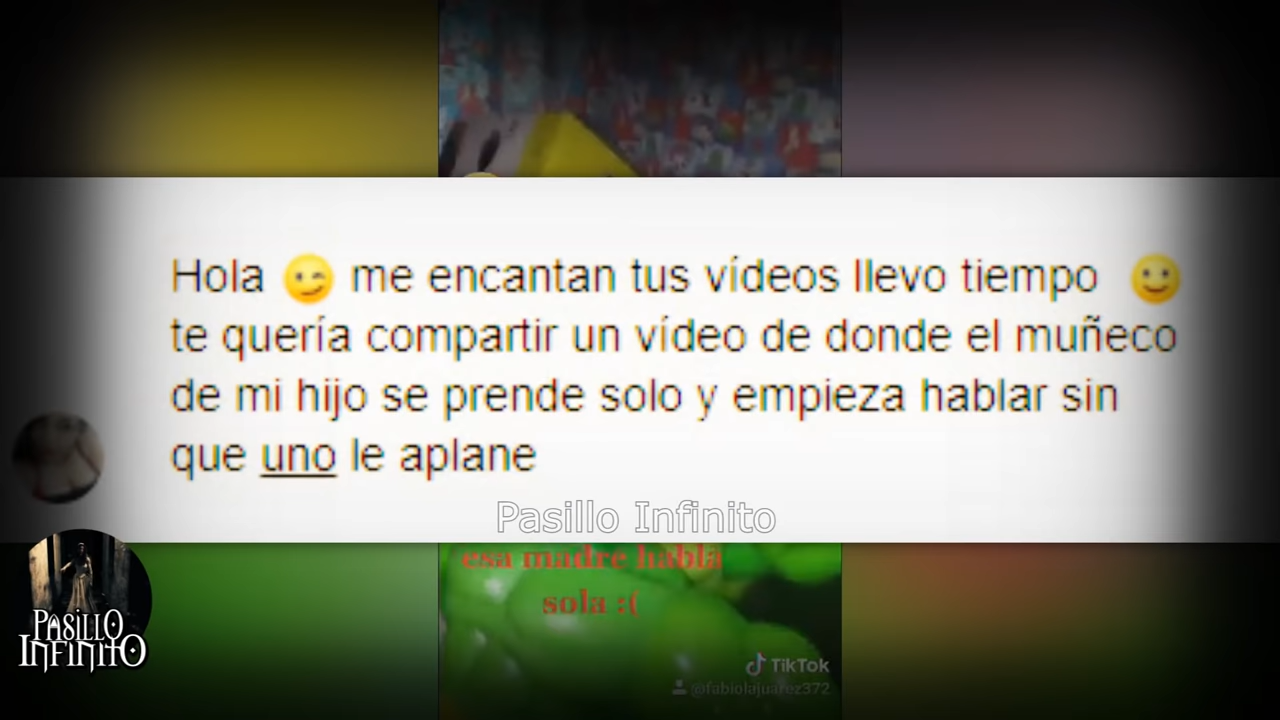 Hola 😉 me encantan tus vídeos llevo tiempo 🙂
te quería compartir un vídeo de donde el muñeco
de mi hijo se prende solo y empieza hablar sin
que uno le aplane
Pasillo Infinito
esa madre habla
sola :(
PASILLO
INFINITO
TikTok
@fabiolajuarez372